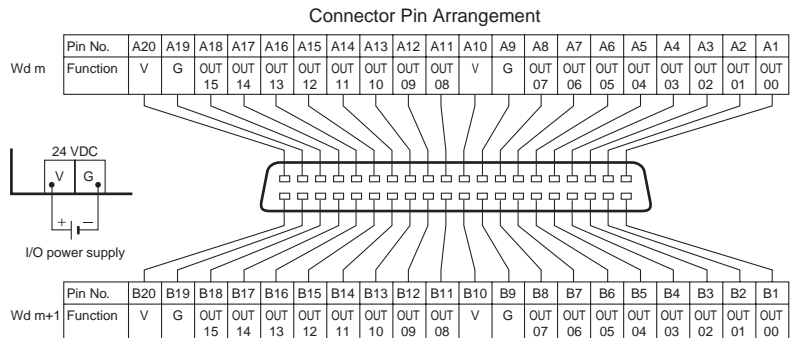 Connector Pin Arrangement
Pin No. A20 A19 A18 A17 A16 A15 A14 A13 A12 A11 A10 A9 A8 A7 A6 A5 A4 A3 A2 A1
Wd m Function V G OUT OUT OUT OUT OUT OUT OUT OUT V G OUT OUT OUT OUT OUT OUT OUT OUT
15 14 13 12 11 10 09 08 07 06 05 04 03 02 01 00
24 VDC
V G
+ −
I/O power supply
Pin No. B20 B19 B18 B17 B16 B15 B14 B13 B12 B11 B10 B9 B8 B7 B6 B5 B4 B3 B2 B1
Wd m+1 Function V G OUT OUT OUT OUT OUT OUT OUT OUT V G OUT OUT OUT OUT OUT OUT OUT OUT
15 14 13 12 11 10 09 08 07 06 05 04 03 02 01 00